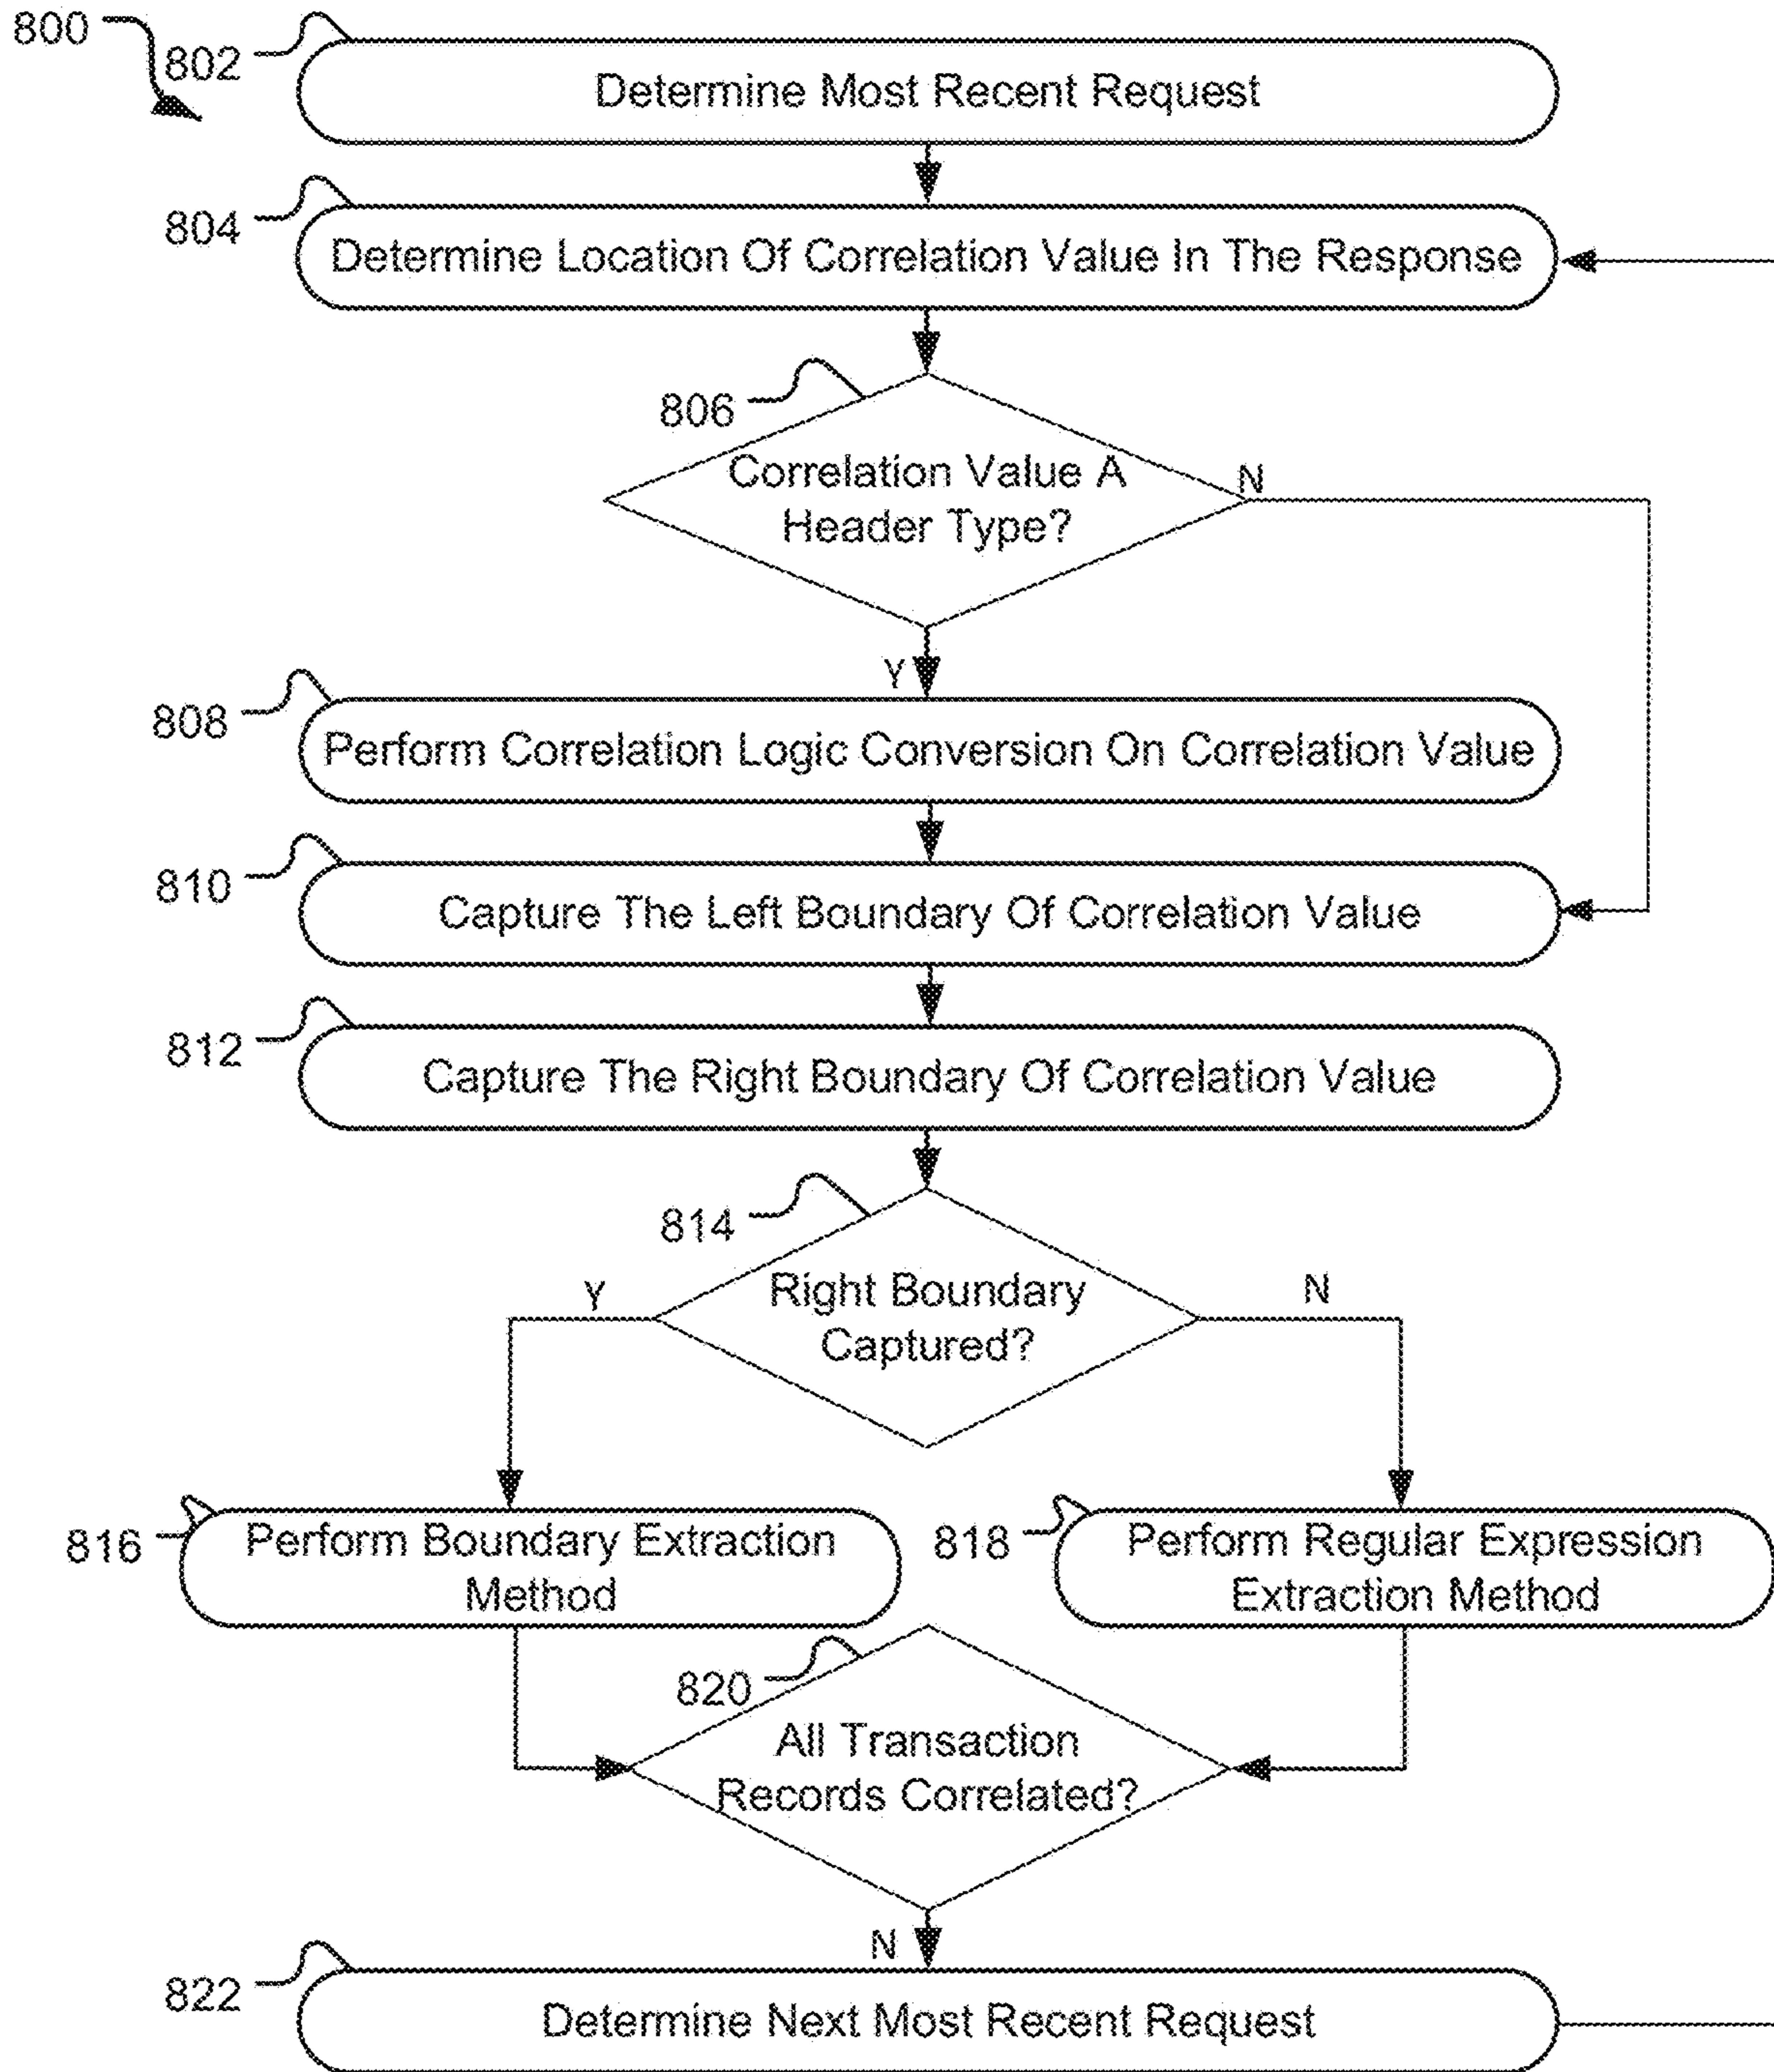 800
802
Determine Most Recent Request
804
Determine Location Of Correlation Value In The Response
806
Correlation Value A
Header Type?
N
Y
808
Perform Correlation Logic Conversion On Correlation Value
810
Capture The Left Boundary Of Correlation Value
812
Capture The Right Boundary Of Correlation Value
814
Right Boundary
Captured?
Y
N
816
Perform Boundary Extraction
Method
818
Perform Regular Expression
Extraction Method
820
All Transaction
Records Correlated?
N
822
Determine Next Most Recent Request